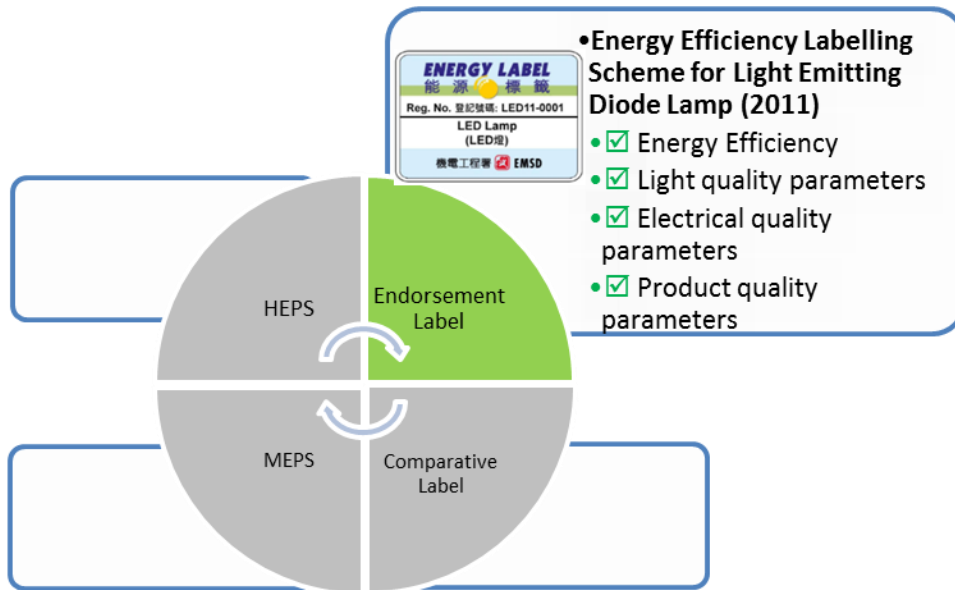 •Energy Efficiency Labelling
Scheme for Light Emitting
Diode Lamp (2011)
• ☑ Energy Efficiency
• ☑ Light quality parameters
• ☑ Electrical quality
parameters
• ☑ Product quality
parameters
ENERGY LABEL
能源標籤
Reg. No. 登記號碼: LED11-0001
LED Lamp
(LED燈)
機電工程署 EMSD
HEPS
Endorsement
Label
MEPS
Comparative
Label